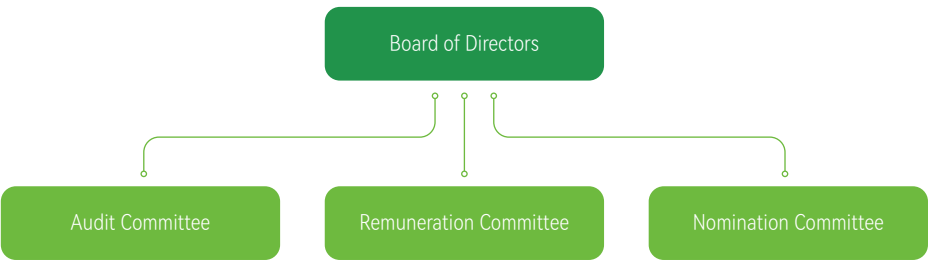 Board of Directors
Audit Committee
Remuneration Committee
Nomination Committee